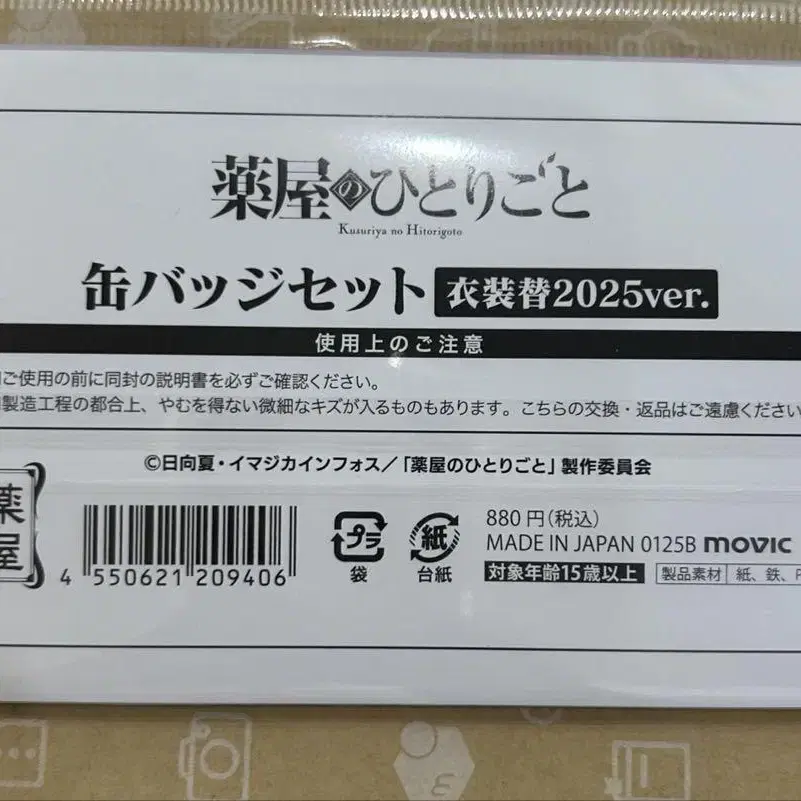 薬屋のひとりごと
Kusuriya no Hitorigoto
缶バッジセット 衣装替2025ver.
使用上のご注意
ご使用の前に同封の説明書を必ずご確認ください。
製造工程の都合上、やむを得ない微細なキズが入るものもあります。こちらの交換・返品はご遠慮ください
©日向夏・イマジカインフォス/「薬屋のひとりごと」製作委員会
薬屋
4 550621 209406
プラ 袋
紙 台紙
880円(税込)
MADE IN JAPAN 0125B movic
対象年齢15歳以上 製品素材 紙、鉄、P